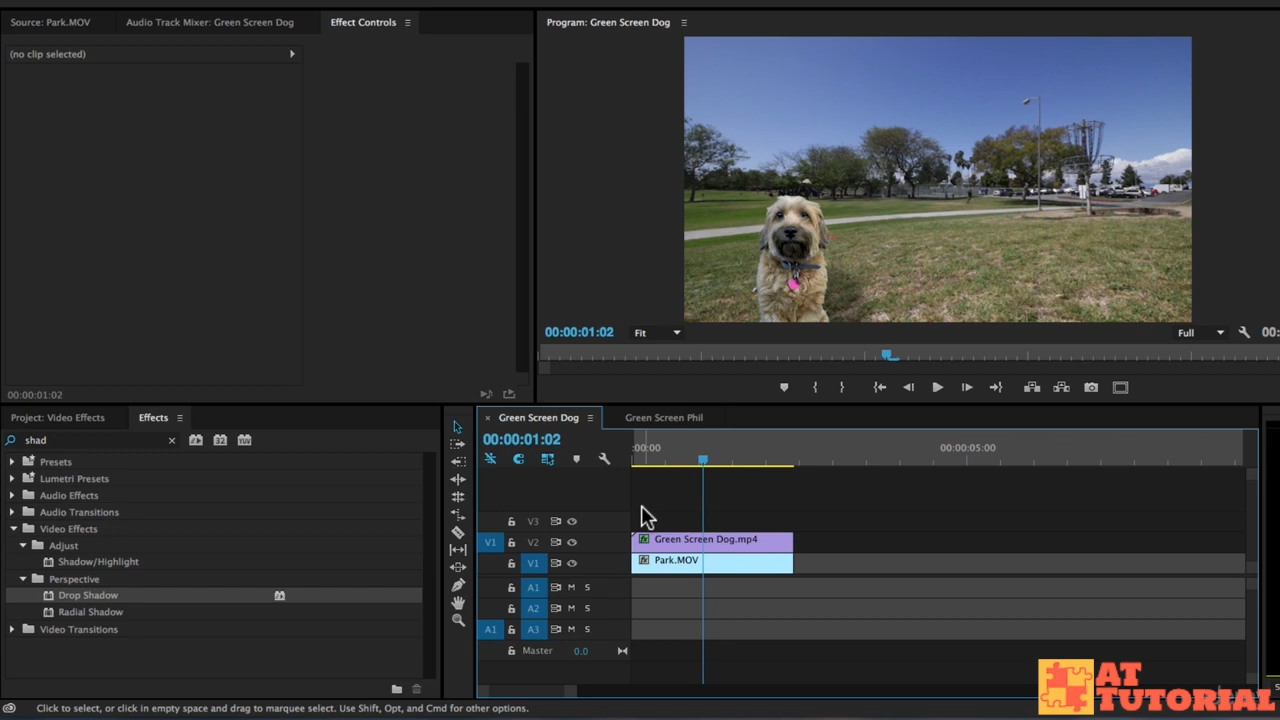 Source: Park.MOV
Audio Track Mixer: Green Screen Dog
Effect Controls
(no clip selected)
00:00:01:02
Program: Green Screen Dog
00:00:01:02
Fit
Full
00:
Project: Video Effects
Effects
shad
Presets
Lumetri Presets
Audio Effects
Audio Transitions
Video Effects
Adjust
Shadow/Highlight
Perspective
Drop Shadow
Radial Shadow
Video Transitions
Green Screen Dog
Green Screen Phil
00:00:01:02
:00:00
00:00:05:00
V3
V1 V2
Green Screen Dog.mp4
V1
Park.MOV
A1 M S
A2 M S
A1 A3 M S
Master 0.0
Click to select, or click in empty space and drag to marquee select. Use Shift, Opt, and Cmd for other options.
AT
TUTORIAL